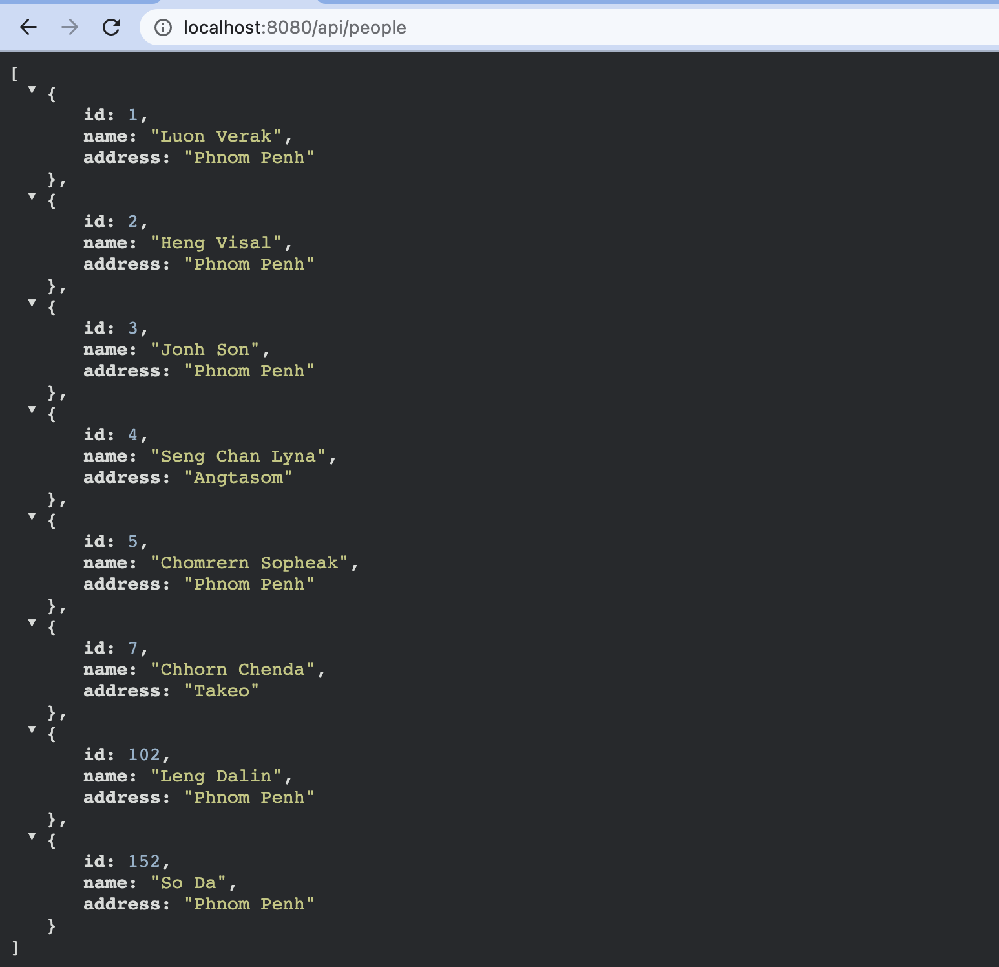 localhost:8080/api/people
[
{
id: 1,
name: "Luon Verak",
address: "Phnom Penh"
},
{
id: 2,
name: "Heng Visal",
address: "Phnom Penh"
},
{
id: 3,
name: "Jonh Son",
address: "Phnom Penh"
},
{
id: 4,
name: "Seng Chan Lyna",
address: "Angtasom"
},
{
id: 5,
name: "Chomrern Sopheak",
address: "Phnom Penh"
},
{
id: 7,
name: "Chhorn Chenda",
address: "Takeo"
},
{
id: 102,
name: "Leng Dalin",
address: "Phnom Penh"
},
{
id: 152,
name: "So Da",
address: "Phnom Penh"
}
]